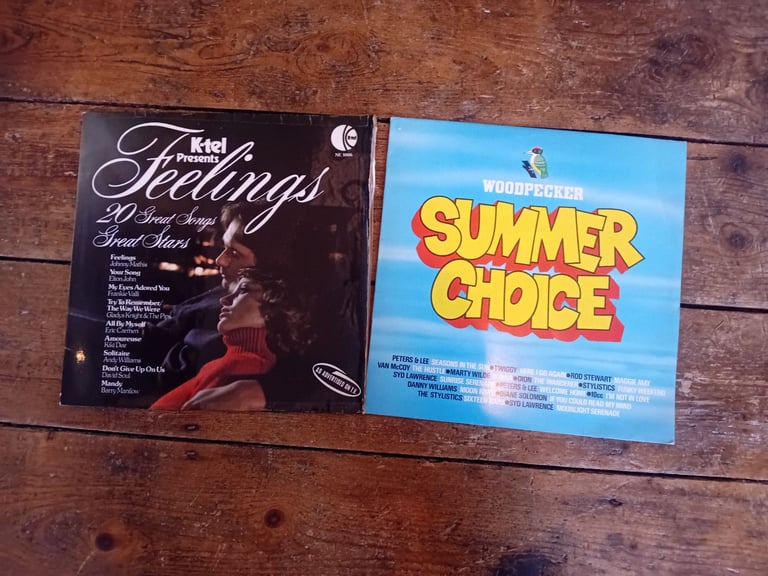 K-tel
Presents
Feelings
20 Great Songs
Great Stars
Feelings
Johnny Mathis
Your Song
Elton John
My Eyes Adored You
Frankie Valli
Try To Remember/
The Way We Were
Gladys Knight & The Pips
All By Myself
Eric Carmen
Amoureuse
Kiki Dee
Solitaire
Andy Williams
Don't Give Up On Us
David Soul
Mandy
Barry Manilow
AS ADVERTISED ON T.V.
WOODPECKER
SUMMER
CHOICE
PETERS & LEE SEASONS IN THE SUN • TWIGGY HERE I GO AGAIN • ROD STEWART MAGGIE MAY
VAN McCOY THE HUSTLE • MARTY WILDE • DION THE WANDERER • STYLISTICS FUNKY WEEKEND
SYD LAWRENCE SUNRISE SERENADE • PETERS & LEE WELCOME HOME • 10cc I'M NOT IN LOVE
DANNY WILLIAMS MOON RIVER • DIANE SOLOMON IF YOU COULD READ MY MIND
THE STYLISTICS SIXTEEN BARS • SYD LAWRENCE MOONLIGHT SERENADE